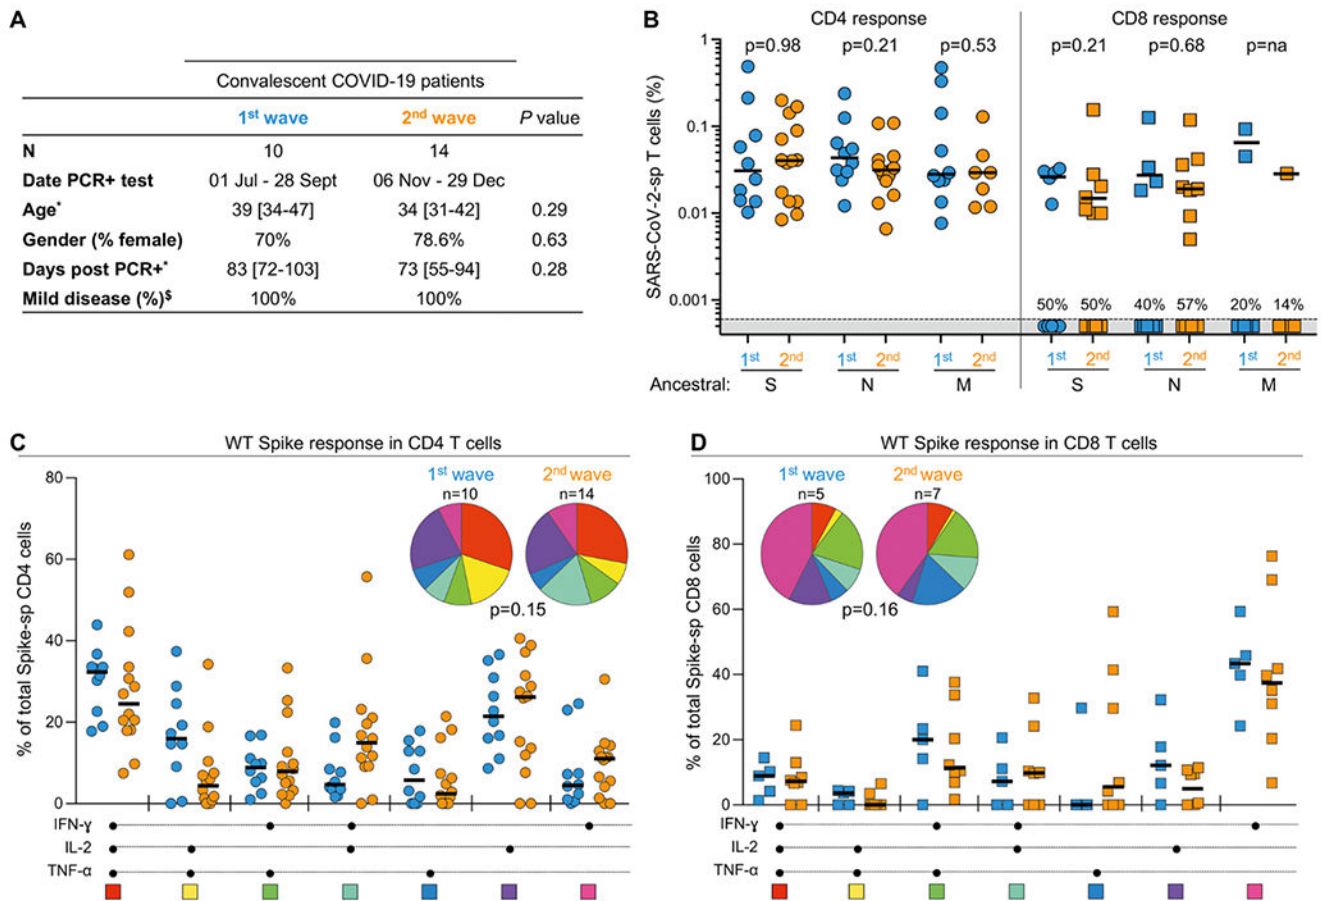 A
Convalescent COVID-19 patients
1st wave 2nd wave P value
N 10 14
Date PCR+ test 01 Jul - 28 Sept 06 Nov - 29 Dec
Age* 39 [34-47] 34 [31-42] 0.29
Gender (% female) 70% 78.6% 0.63
Days post PCR+* 83 [72-103] 73 [55-94] 0.28
Mild disease (%)$ 100% 100%
B
CD4 response CD8 response
p=0.98 p=0.21 p=0.53 p=0.21 p=0.68 p=na
SARS-CoV-2-sp T cells (%)
1
0.1
0.01
0.001
50% 50% 40% 57% 20% 14%
1st 2nd 1st 2nd 1st 2nd 1st 2nd 1st 2nd 1st 2nd
Ancestral: S N M S N M
C
WT Spike response in CD4 T cells
% of total Spike-sp CD4 cells
80
60
40
20
0
1st wave 2nd wave
n=10 n=14
p=0.15
IFN-γ
IL-2
TNF-α
D
WT Spike response in CD8 T cells
% of total Spike-sp CD8 cells
100
80
60
40
20
0
1st wave 2nd wave
n=5 n=7
p=0.16
IFN-γ
IL-2
TNF-α